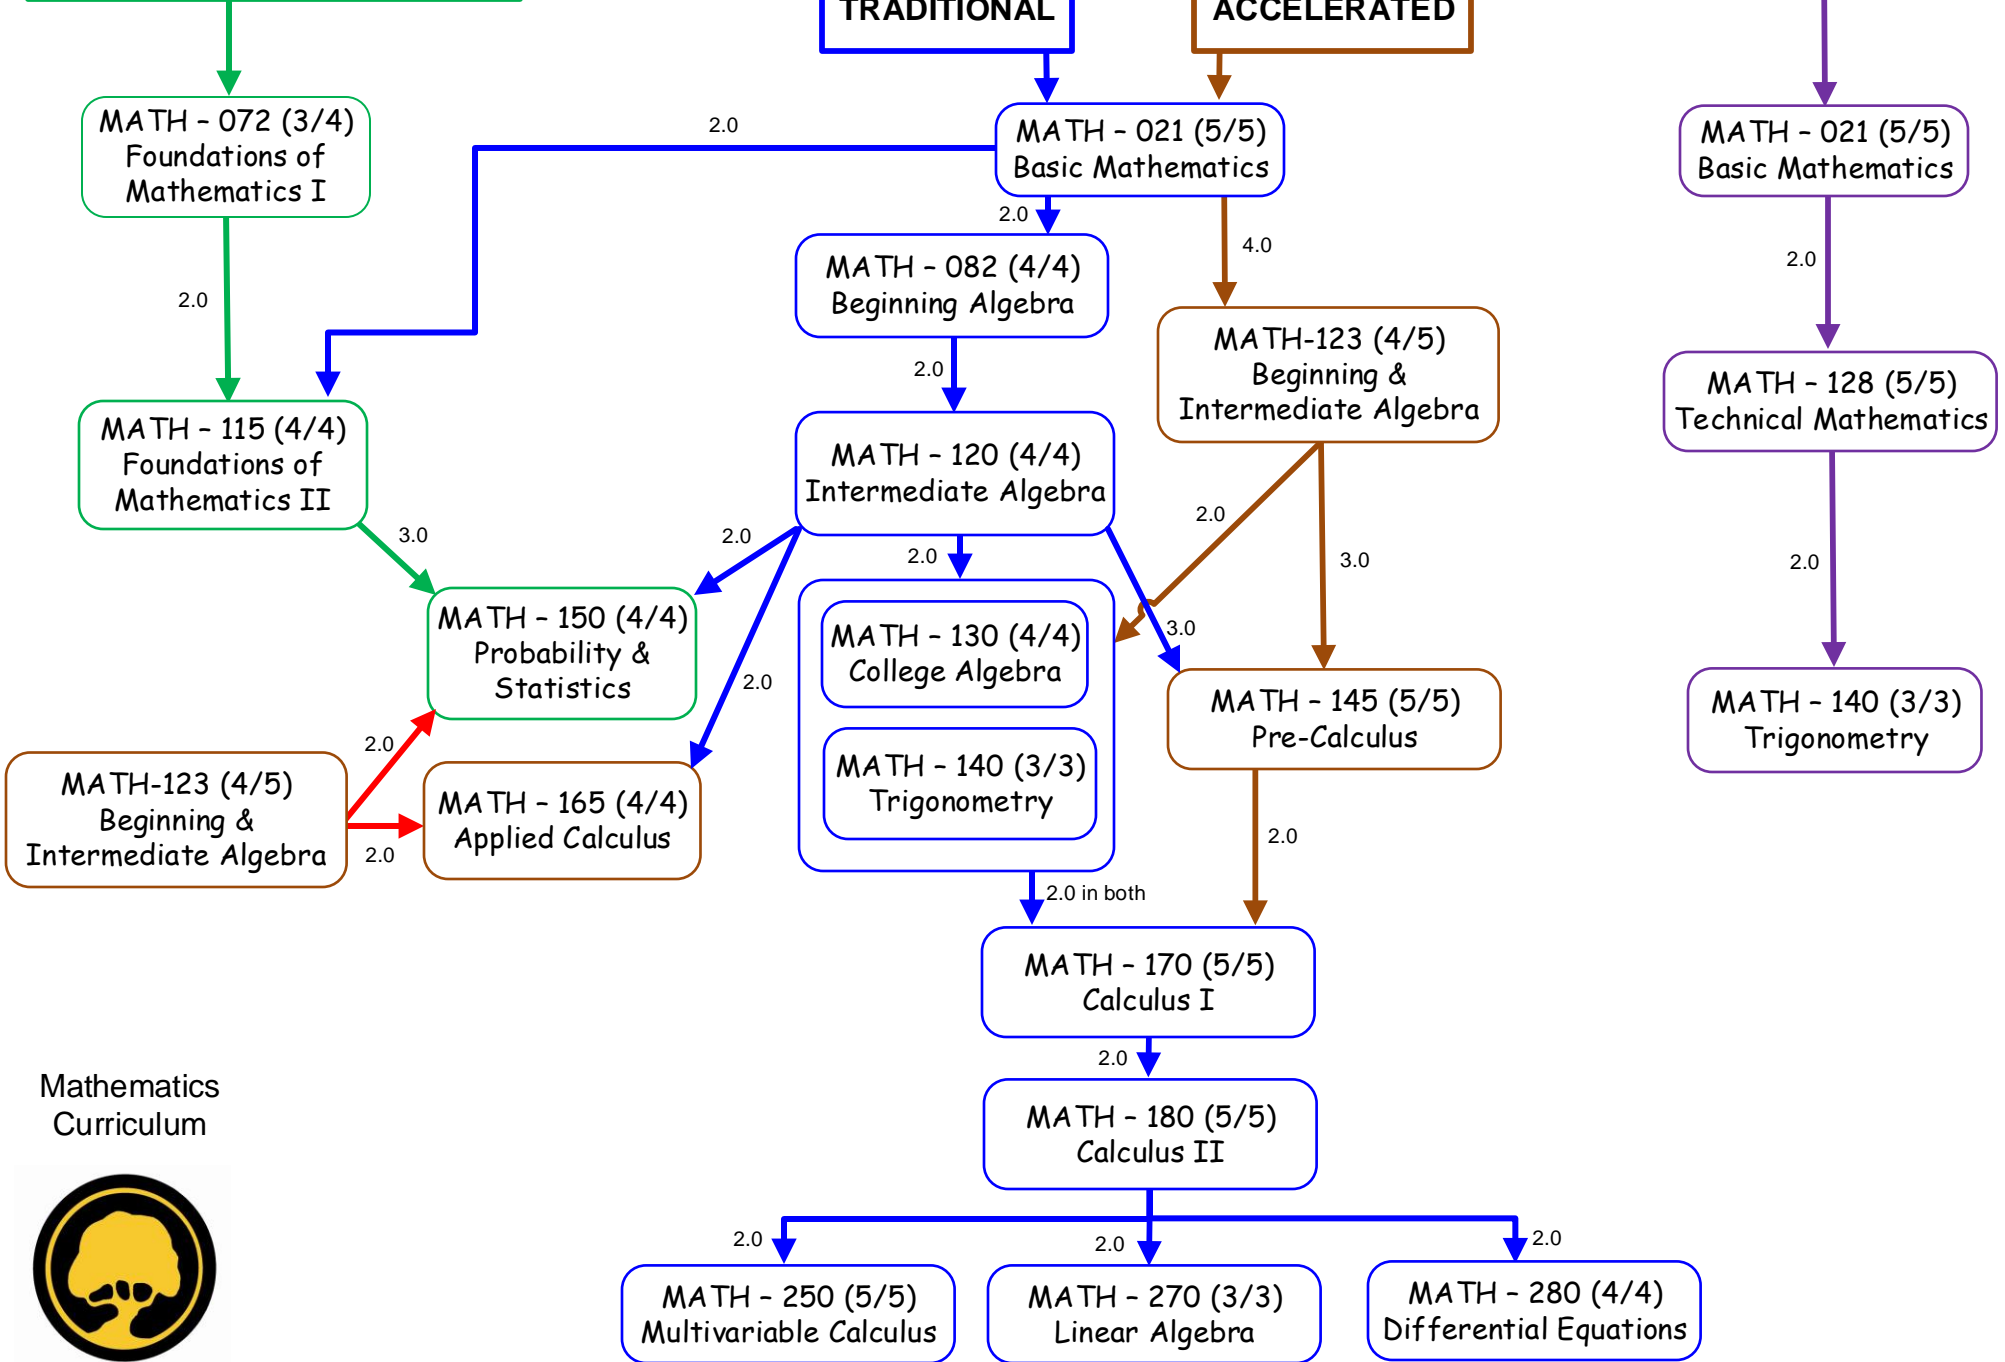 TRADITIONAL
ACCELERATED
MATH – 072 (3/4)
Foundations of
Mathematics I
2.0
MATH – 021 (5/5)
Basic Mathematics
MATH – 021 (5/5)
Basic Mathematics
2.0
4.0
2.0
2.0
MATH – 082 (4/4)
Beginning Algebra
MATH-123 (4/5)
Beginning &
Intermediate Algebra
2.0
MATH – 128 (5/5)
Technical Mathematics
MATH – 115 (4/4)
Foundations of
Mathematics II
MATH – 120 (4/4)
Intermediate Algebra
3.0
2.0
2.0
2.0
3.0
2.0
MATH – 150 (4/4)
Probability &
Statistics
MATH – 130 (4/4)
College Algebra
3.0
2.0
MATH – 145 (5/5)
Pre-Calculus
MATH – 140 (3/3)
Trigonometry
2.0
MATH-123 (4/5)
Beginning &
Intermediate Algebra
2.0
MATH – 165 (4/4)
Applied Calculus
MATH – 140 (3/3)
Trigonometry
2.0
2.0 in both
MATH – 170 (5/5)
Calculus I
2.0
Mathematics
Curriculum
MATH – 180 (5/5)
Calculus II
2.0
2.0
2.0
MATH – 250 (5/5)
Multivariable Calculus
MATH – 270 (3/3)
Linear Algebra
MATH – 280 (4/4)
Differential Equations